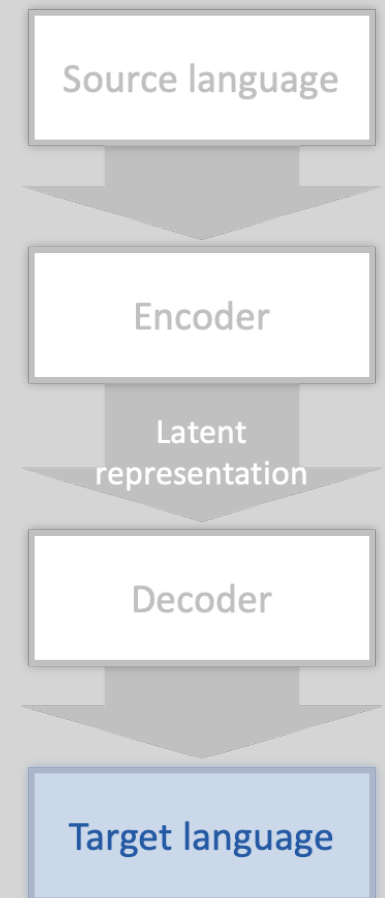 Source language
Encoder
Latent
representation
Decoder
Target language